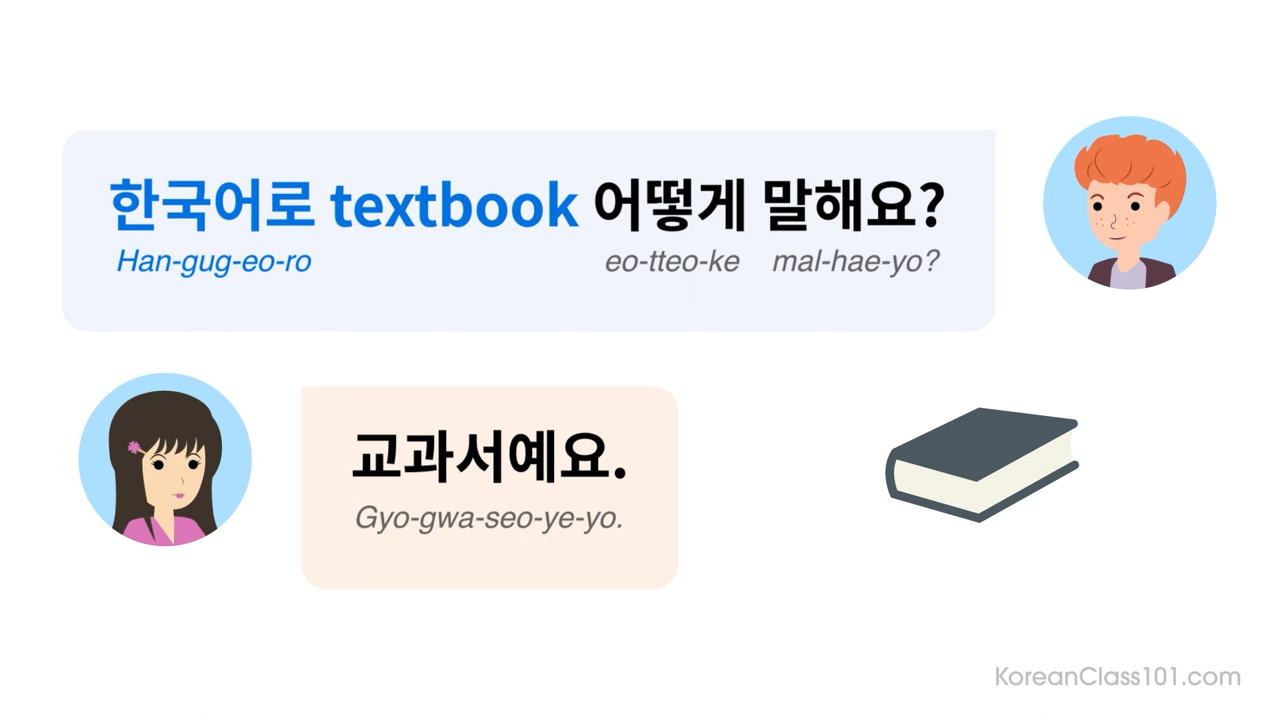 한국어로 textbook 어떻게 말해요?
Han-gug-eo-ro eo-tteo-ke mal-hae-yo?
교과서예요.
Gyo-gwa-seo-ye-yo.
KoreanClass101.com